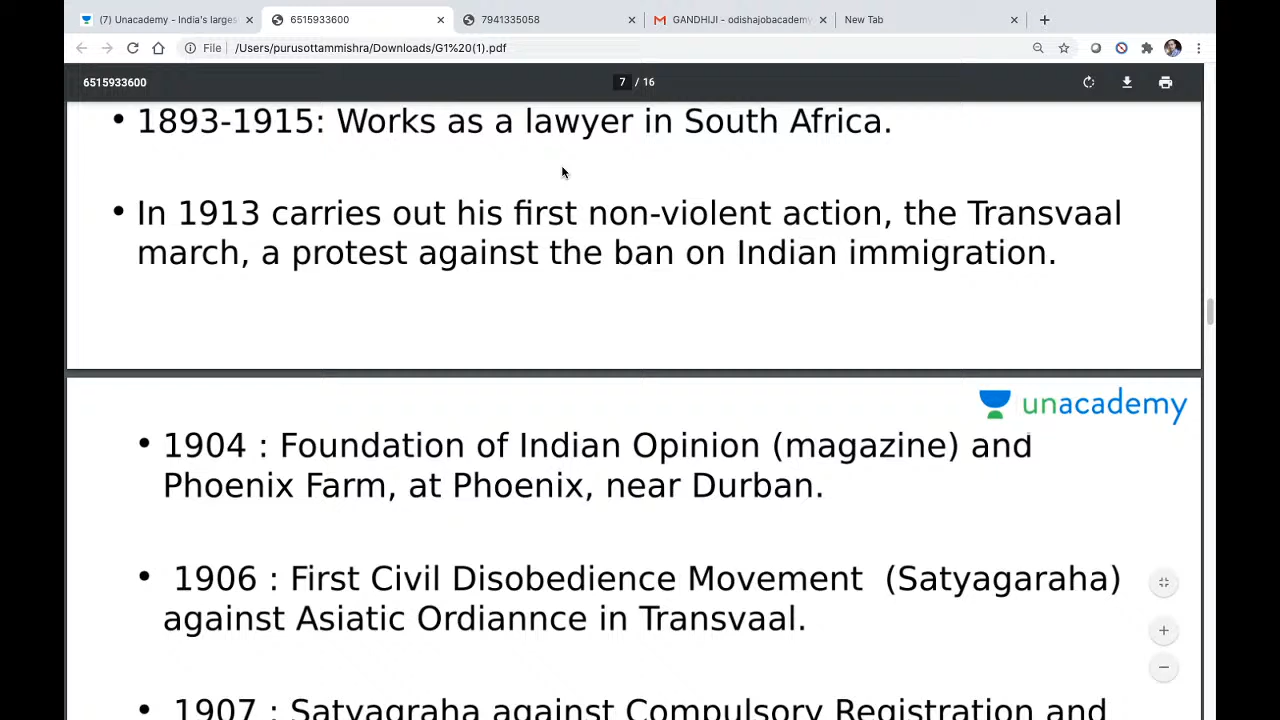 (7) Unacademy - India's larges
6515933600
7941335058
GANDHIJI - odishajobacademy
New Tab
File
/Users/purusottammishra/Downloads/G1%20(1).pdf
6515933600
7 / 16
• 1893-1915: Works as a lawyer in South Africa.
• In 1913 carries out his first non-violent action, the Transvaal
march, a protest against the ban on Indian immigration.
unacademy
• 1904 : Foundation of Indian Opinion (magazine) and
Phoenix Farm, at Phoenix, near Durban.
• 1906 : First Civil Disobedience Movement (Satyagaraha)
against Asiatic Ordiannce in Transvaal.
• 1907 : Satyagraha against Compulsory Registration and